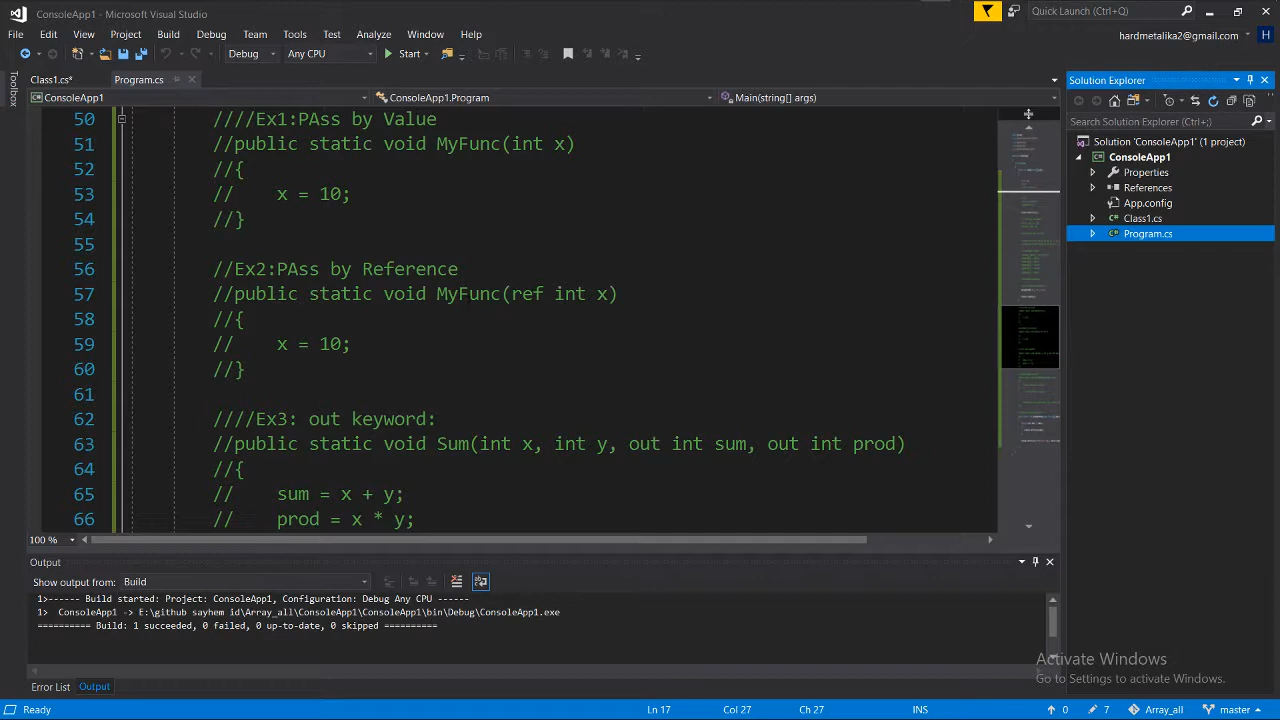 ConsoleApp1 - Microsoft Visual Studio
Quick Launch (Ctrl+Q)
File Edit View Project Build Debug Team Tools Test Analyze Window Help
hardmetalika2@gmail.com H
Debug Any CPU Start
Toolbox
Class1.cs* Program.cs
ConsoleApp1 ConsoleApp1.Program Main(string[] args)
50 ////Ex1:PAss by Value
51 //public static void MyFunc(int x)
52 //{
53 // x = 10;
54 //}
55
56 //Ex2:PAss by Reference
57 //public static void MyFunc(ref int x)
58 //{
59 // x = 10;
60 //}
61
62 ////Ex3: out keyword:
63 //public static void Sum(int x, int y, out int sum, out int prod)
64 //{
65 // sum = x + y;
66 // prod = x * y;
100 %
Solution Explorer
Search Solution Explorer (Ctrl+;)
Solution 'ConsoleApp1' (1 project)
ConsoleApp1
Properties
References
App.config
Class1.cs
Program.cs
Output
Show output from: Build
1>------ Build started: Project: ConsoleApp1, Configuration: Debug Any CPU ------
1> ConsoleApp1 -> E:\github sayhem id\Array_all\ConsoleApp1\ConsoleApp1\bin\Debug\ConsoleApp1.exe
========== Build: 1 succeeded, 0 failed, 0 up-to-date, 0 skipped ==========
Activate Windows
Go to Settings to activate Windows.
Error List Output
Ready Ln 17 Col 27 Ch 27 INS 0 7 Array_all master